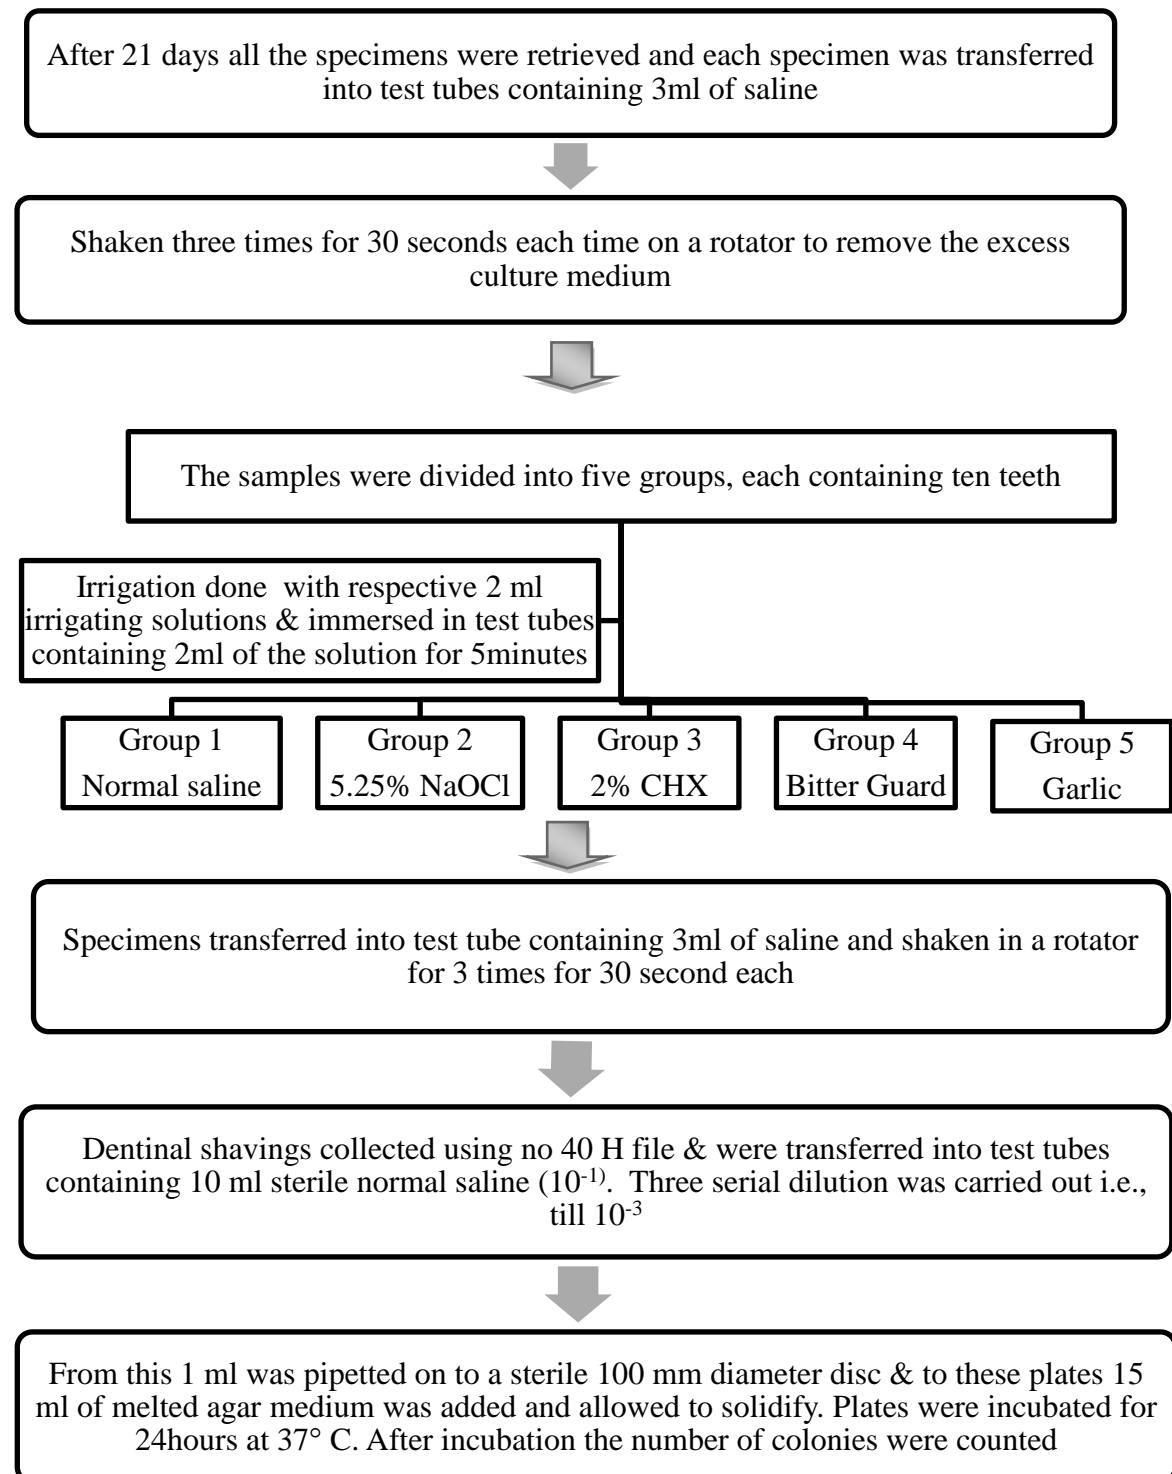 After 21 days all the specimens were retrieved and each specimen was transferred
into test tubes containing 3ml of saline
Shaken three times for 30 seconds each time on a rotator to remove the excess
culture medium
The samples were divided into five groups, each containing ten teeth
Irrigation done  with respective 2 ml
irrigating solutions & immersed in test tubes
containing 2ml of the solution for 5minutes
Group 1
Normal saline
Group 2
5.25% NaOCl
Group 3
2% CHX
Group 4
Bitter Guard
Group 5
Garlic
Specimens transferred into test tube containing 3ml of saline and shaken in a rotator
for 3 times for 30 second each
Dentinal shavings collected using no 40 H file & were transferred into test tubes
containing 10 ml sterile normal saline (10⁻¹).  Three serial dilution was carried out i.e.,
till 10⁻³
From this 1 ml was pipetted on to a sterile 100 mm diameter disc & to these plates 15
ml of melted agar medium was added and allowed to solidify. Plates were incubated for
24hours at 37° C. After incubation the number of colonies were counted